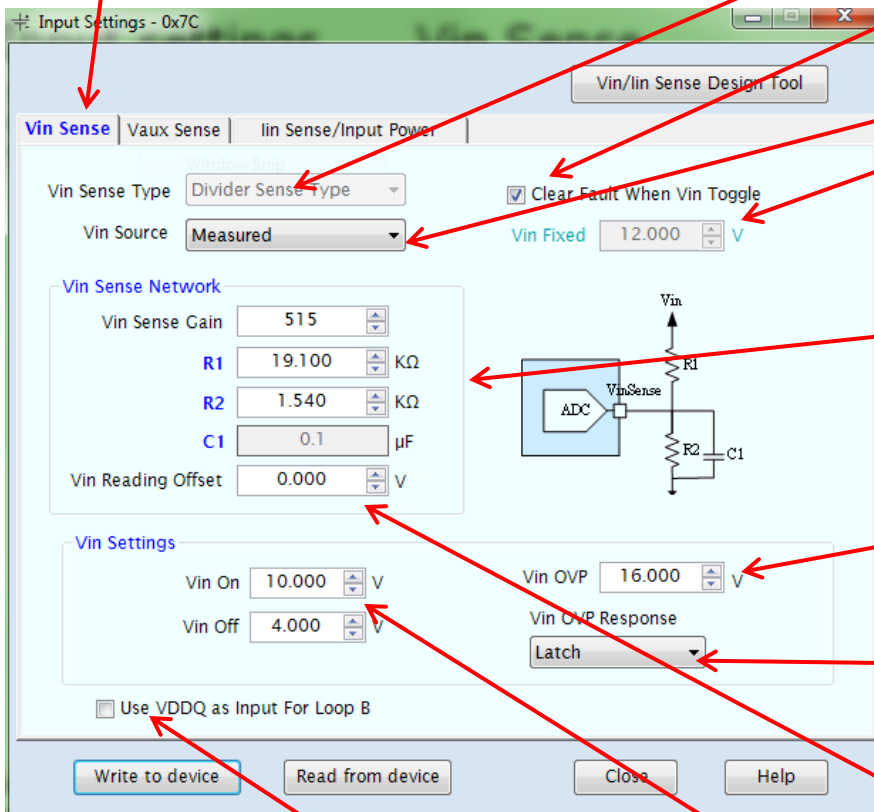 Input Settings - 0x7C
Vin/Iin Sense Design Tool
Vin Sense Vaux Sense Iin Sense/Input Power
Window Snip
Vin Sense Type Divider Sense Type Clear Fault When Vin Toggle
Vin Source Measured Vin Fixed 12.000 V
Vin Sense Network
Vin Sense Gain 515
R1 19.100 KΩ
R2 1.540 KΩ
C1 0.1 µF
Vin Reading Offset 0.000 V
Vin
R1
VinSense
ADC
R2 C1
Vin Settings
Vin On 10.000 V Vin OVP 16.000 V
Vin Off 4.000 V Vin OVP Response
Latch
Use VDDQ as Input For Loop B
Write to device Read from device Close Help